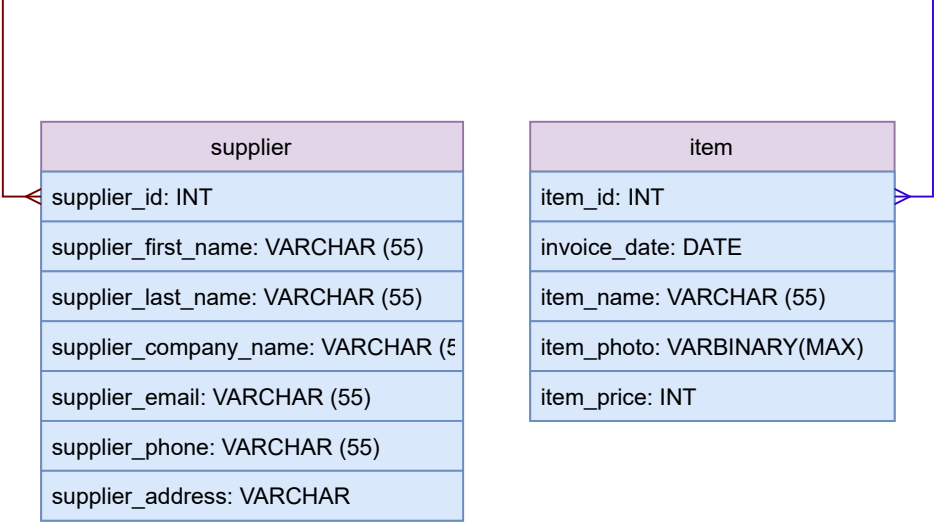 supplier
supplier_id: INT
supplier_first_name: VARCHAR (55)
supplier_last_name: VARCHAR (55)
supplier_company_name: VARCHAR (5
supplier_email: VARCHAR (55)
supplier_phone: VARCHAR (55)
supplier_address: VARCHAR
item
item_id: INT
invoice_date: DATE
item_name: VARCHAR (55)
item_photo: VARBINARY(MAX)
item_price: INT